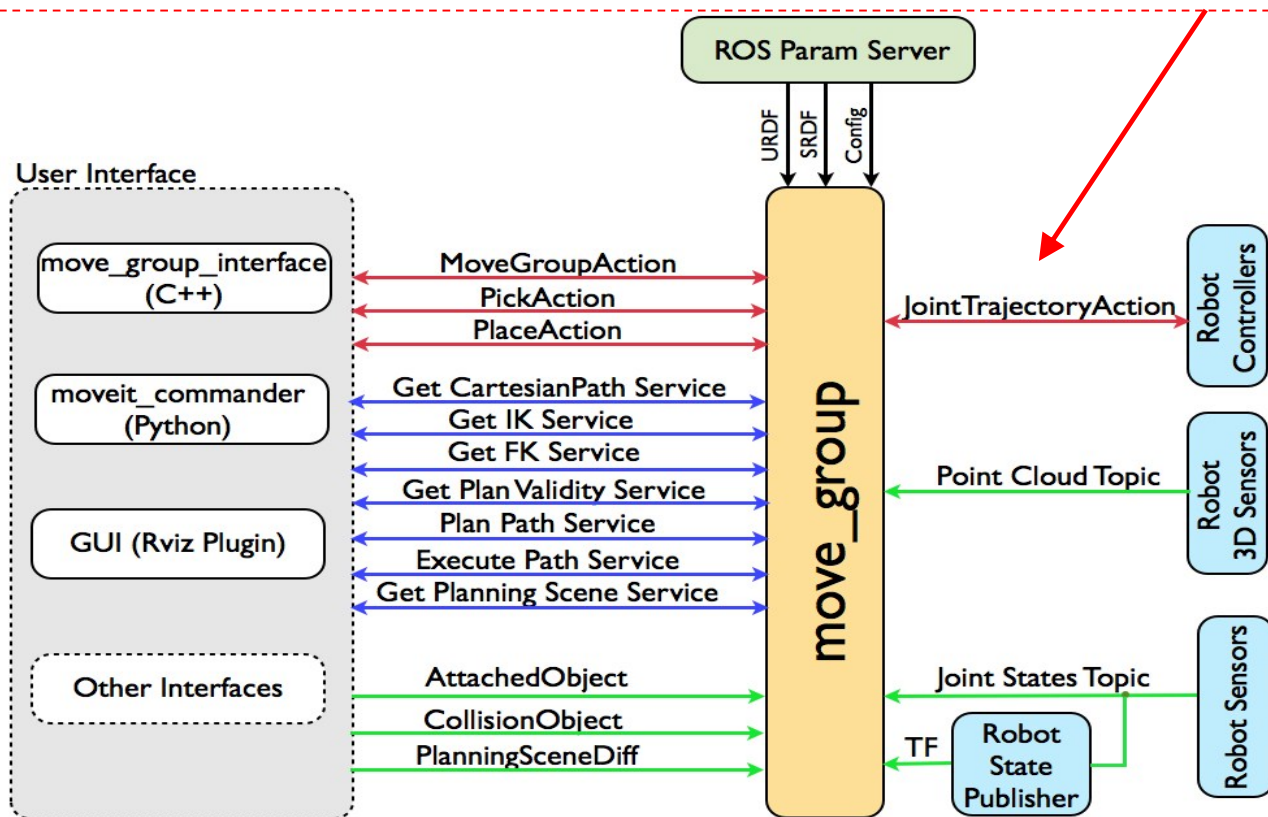 ROS Param Server
URDF
SRDF
Config
User Interface
move_group_interface
(C++)
moveit_commander
(Python)
GUI (Rviz Plugin)
Other Interfaces
MoveGroupAction
PickAction
PlaceAction
Get CartesianPath Service
Get IK Service
Get FK Service
Get Plan Validity Service
Plan Path Service
Execute Path Service
Get Planning Scene Service
AttachedObject
CollisionObject
PlanningSceneDiff
move_group
JointTrajectoryAction
Robot
Controllers
Point Cloud Topic
Robot
3D Sensors
Joint States Topic
Robot Sensors
TF
Robot
State
Publisher